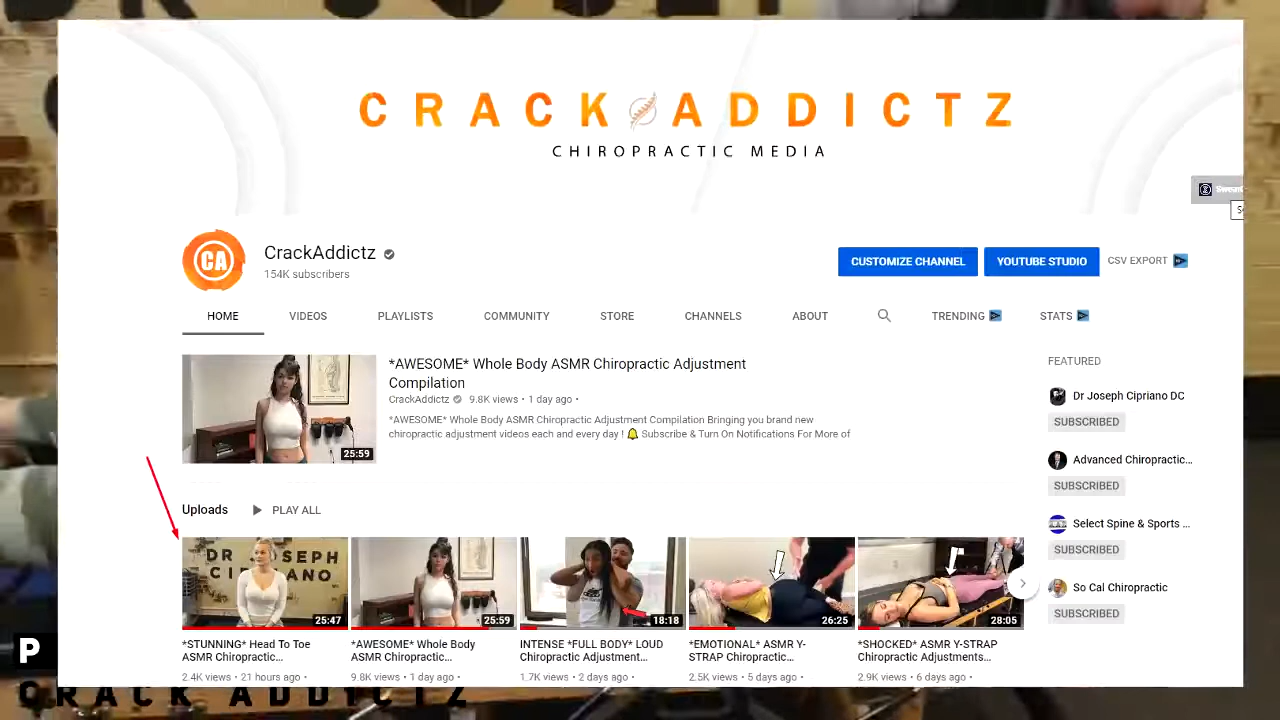 CRACK ADDICTZ
CHIROPRACTIC MEDIA
CA
CrackAddictz
154K subscribers
CUSTOMIZE CHANNEL
YOUTUBE STUDIO
CSV EXPORT
HOME
VIDEOS
PLAYLISTS
COMMUNITY
STORE
CHANNELS
ABOUT
TRENDING
STATS
*AWESOME* Whole Body ASMR Chiropractic Adjustment
Compilation
CrackAddictz 9.8K views • 1 day ago •
*AWESOME* Whole Body ASMR Chiropractic Adjustment Compilation Bringing you brand new
chiropractic adjustment videos each and every day ! 🔔 Subscribe & Turn On Notifications For More of
25:59
FEATURED
Dr Joseph Cipriano DC
SUBSCRIBED
Advanced Chiropractic...
SUBSCRIBED
Select Spine & Sports ...
SUBSCRIBED
So Cal Chiropractic
SUBSCRIBED
Uploads
PLAY ALL
25:47
25:59
18:18
26:25
28:05
*STUNNING* Head To Toe
ASMR Chiropractic...
2.4K views • 21 hours ago •
*AWESOME* Whole Body
ASMR Chiropractic...
9.8K views • 1 day ago •
INTENSE *FULL BODY* LOUD
Chiropractic Adjustment...
1.7K views • 2 days ago •
*EMOTIONAL* ASMR Y-
STRAP Chiropractic...
2.5K views • 5 days ago •
*SHOCKED* ASMR Y-STRAP
Chiropractic Adjustments...
2.9K views • 6 days ago •
P
CRACK ADDICTZ